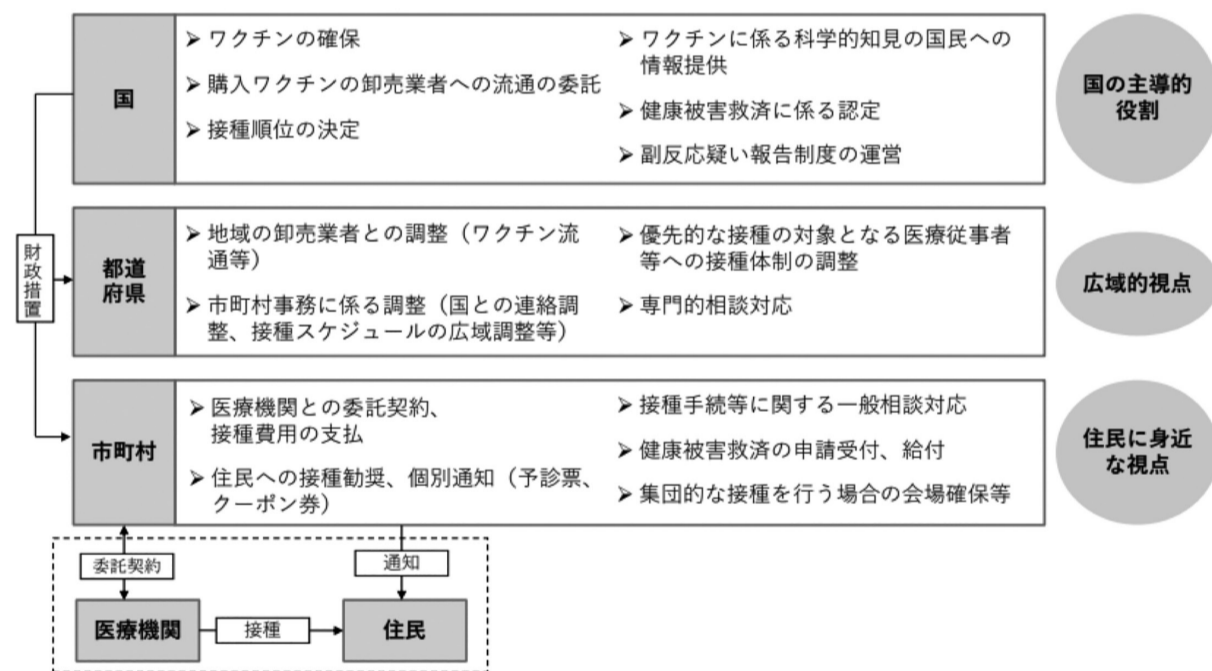 国
➤ ワクチンの確保
➤ 購入ワクチンの卸売業者への流通の委託
➤ 接種順位の決定
➤ ワクチンに係る科学的知見の国民への
情報提供
➤ 健康被害救済に係る認定
➤ 副反応疑い報告制度の運営
国の主導的
役割
財政措置
都道
府県
➤ 地域の卸売業者との調整（ワクチン流
通等）
➤ 市町村事務に係る調整（国との連絡調
整、接種スケジュールの広域調整等）
➤ 優先的な接種の対象となる医療従事者
等への接種体制の調整
➤ 専門的相談対応
広域的視点
市町村
➤ 医療機関との委託契約、
接種費用の支払
➤ 住民への接種勧奨、個別通知（予診票、
クーポン券）
➤ 接種手続等に関する一般相談対応
➤ 健康被害救済の申請受付、給付
➤ 集団的な接種を行う場合の会場確保等
住民に身近
な視点
委託契約
通知
医療機関
接種
住民